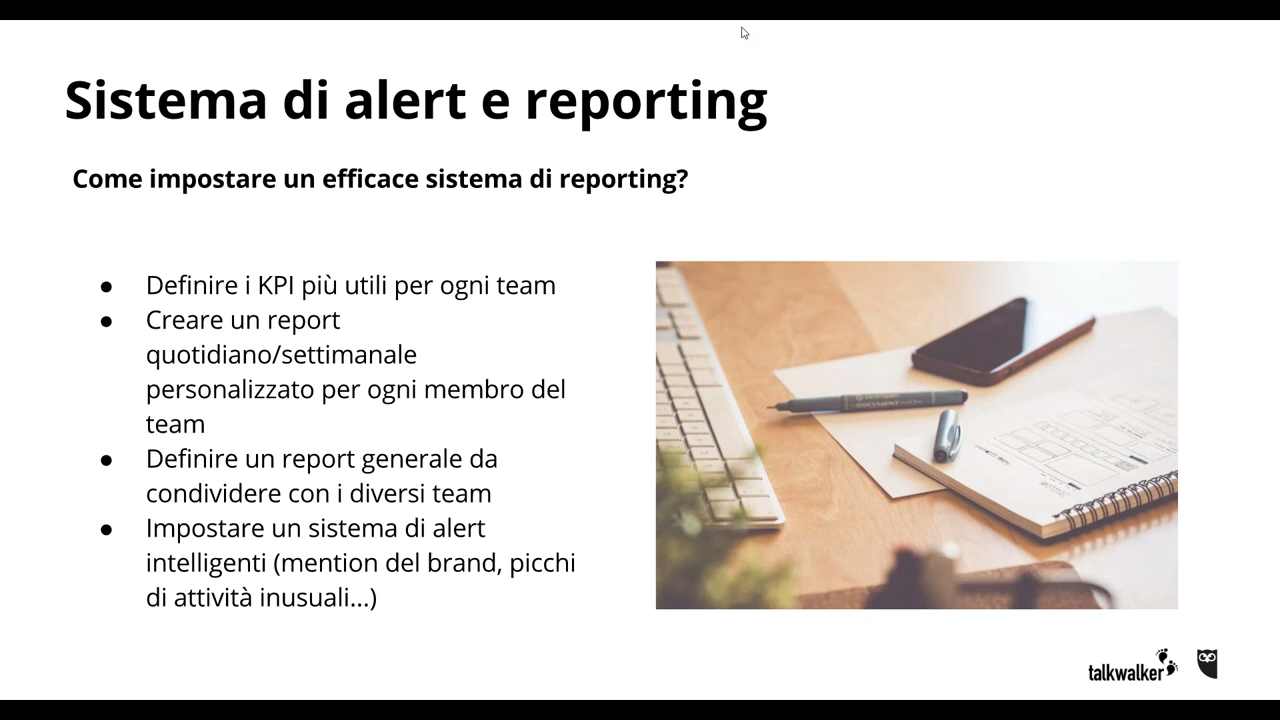 Sistema di alert e reporting
Come impostare un efficace sistema di reporting?
● Definire i KPI più utili per ogni team
● Creare un report
quotidiano/settimanale
personalizzato per ogni membro del
team
● Definire un report generale da
condividere con i diversi team
● Impostare un sistema di alert
intelligenti (mention del brand, picchi
di attività inusuali...)
talkwalker